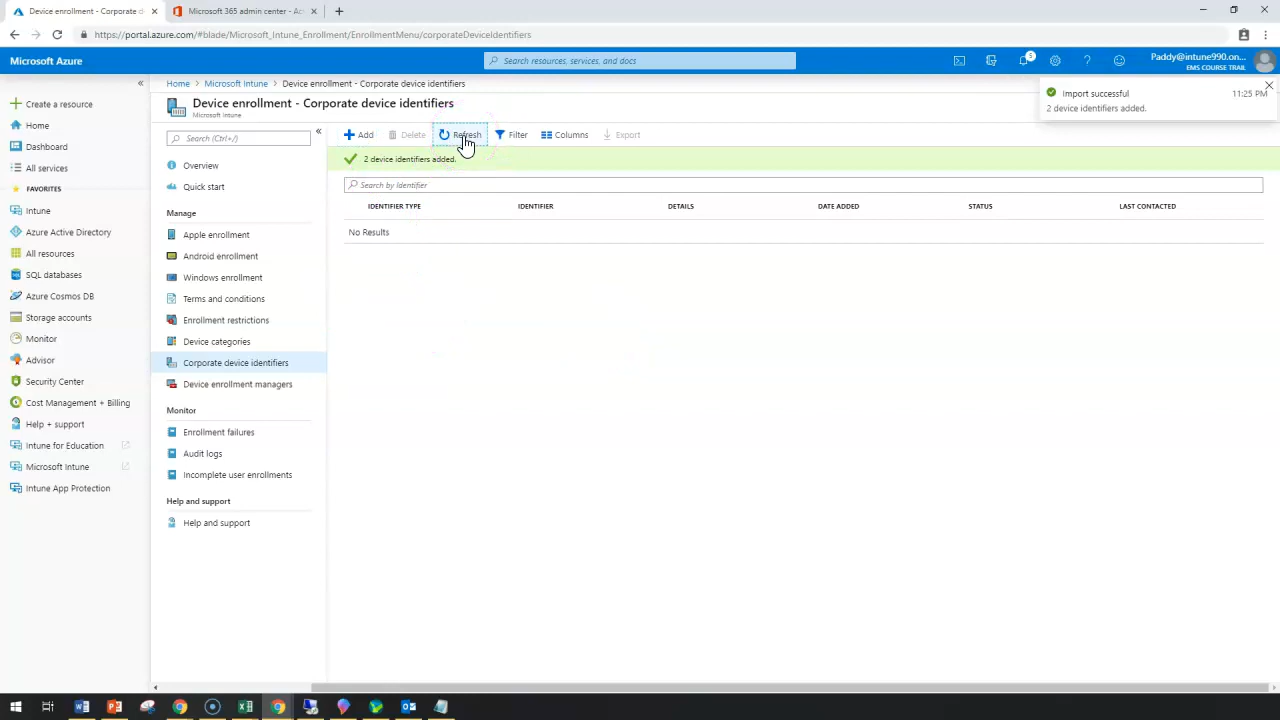 Device enrollment - Corporate d
Microsoft 365 admin center - Ac
https://portal.azure.com/#blade/Microsoft_Intune_Enrollment/EnrollmentMenu/corporateDeviceIdentifiers
Microsoft Azure
Search resources, services, and docs
5
Paddy@intune990.on...
EMS COURSE TRAIL
Home > Microsoft Intune > Device enrollment - Corporate device identifiers
Device enrollment - Corporate device identifiers
Microsoft Intune
Import successful 11:25 PM
2 device identifiers added.
Create a resource
Home
Dashboard
All services
FAVORITES
Intune
Azure Active Directory
All resources
SQL databases
Azure Cosmos DB
Storage accounts
Monitor
Advisor
Security Center
Cost Management + Billing
Help + support
Intune for Education
Microsoft Intune
Intune App Protection
Search (Ctrl+/)
Overview
Quick start
Manage
Apple enrollment
Android enrollment
Windows enrollment
Terms and conditions
Enrollment restrictions
Device categories
Corporate device identifiers
Device enrollment managers
Monitor
Enrollment failures
Audit logs
Incomplete user enrollments
Help and support
Help and support
Add Delete Refresh Filter Columns Export
2 device identifiers added.
Search by Identifier
IDENTIFIER TYPE IDENTIFIER DETAILS DATE ADDED STATUS LAST CONTACTED
No Results